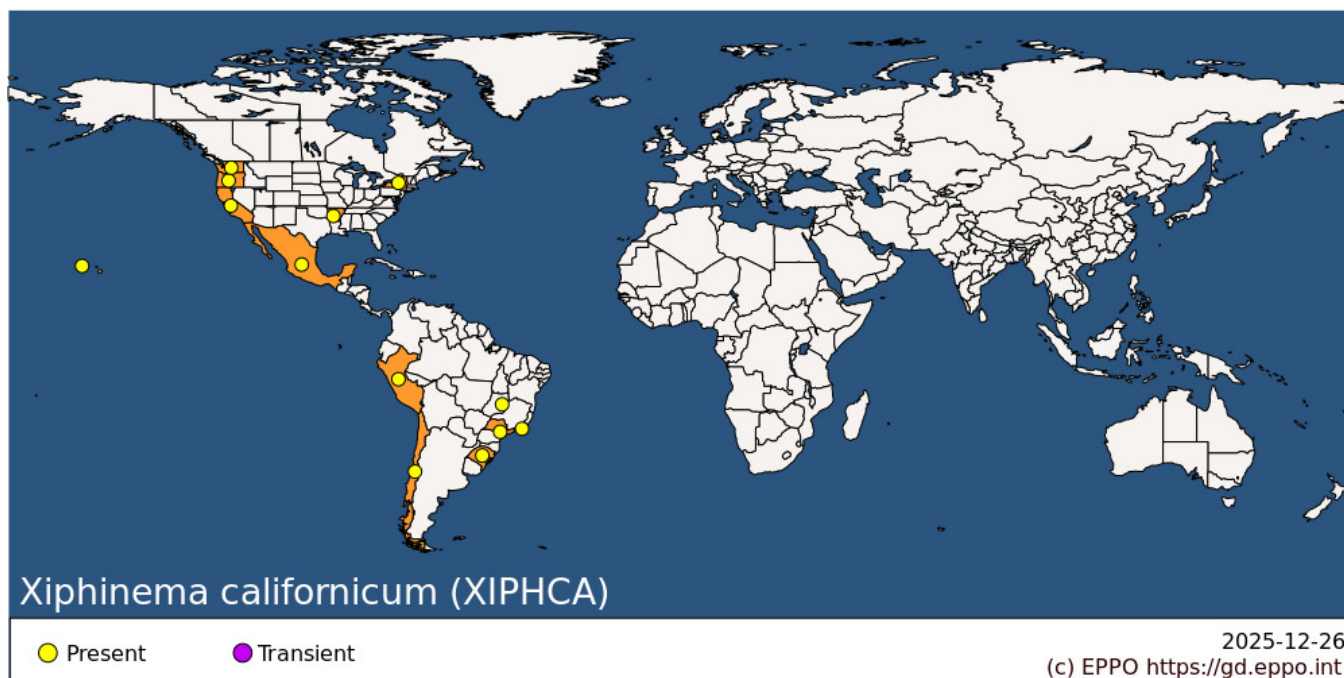 Xiphinema californicum (XIPHCA)
Present
Transient
2025-12-26
(c) EPPO https://gd.eppo.int